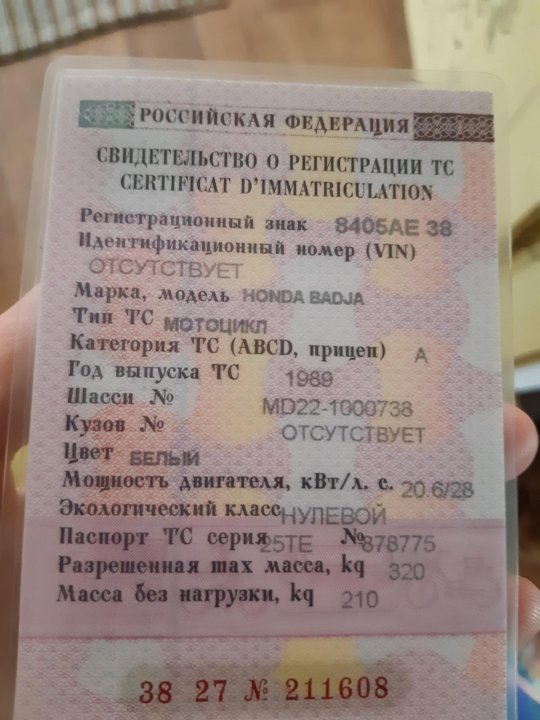 РОССИЙСКАЯ ФЕДЕРАЦИЯ
СВИДЕТЕЛЬСТВО О РЕГИСТРАЦИИ ТС
CERTIFICAT D'IMMATRICULATION
Регистрационный знак 8405АЕ 38
Идентификационный номер (VIN)
ОТСУТСТВУЕТ
Марка, модель HONDA BADJA
Тип ТС МОТОЦИКЛ
Категория ТС (ABCD, прицеп) A
Год выпуска ТС 1989
Шасси № MD22-1000738
Кузов № ОТСУТСТВУЕТ
Цвет БЕЛЫЙ
Мощность двигателя, кВт/л. с. 20.6/28
Экологический класс НУЛЕВОЙ
Паспорт ТС серия 25ТЕ № 878775
Разрешенная max масса, kg 320
Масса без нагрузки, kg 210
38 27 № 211608